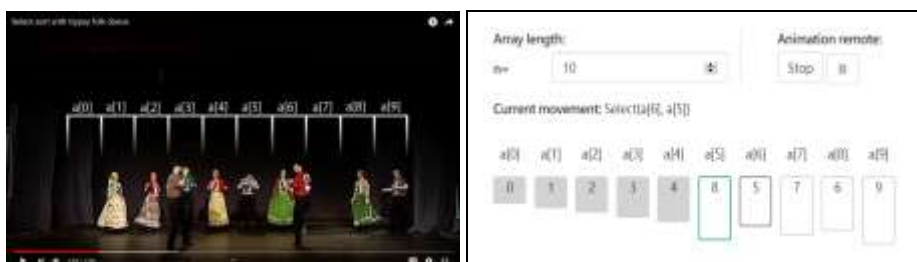 Select sort with Gypsy folk dance
a[0] a[1] a[2] a[3] a[4] a[5] a[6] a[7] a[8] a[9]
Array length:
n=
10
Animation remote:
Stop
Current movement: Select(a[6], a[5])
a[0] a[1] a[2] a[3] a[4] a[5] a[6] a[7] a[8] a[9]
0 1 2 3 4 8 5 7 6 9